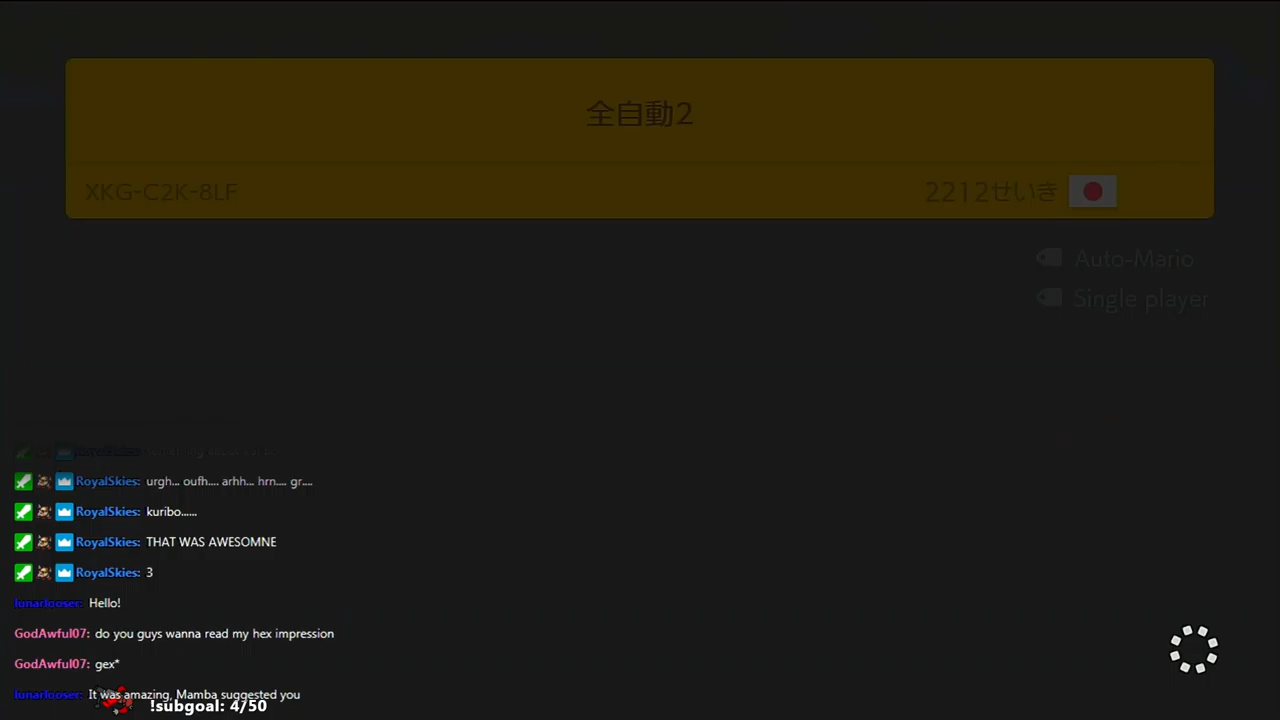 全自動2
XKG-C2K-8LF
2212せいき
Auto-Mario
Single player
RoyalSkies: urgh... oufh.... arhh... hrn.... gr....
RoyalSkies: kuribo......
RoyalSkies: THAT WAS AWESOMNE
RoyalSkies: 3
lunarlooser: Hello!
GodAwful07: do you guys wanna read my hex impression
GodAwful07: gex*
lunarlooser: It was amazing, Mamba suggested you
!subgoal: 4/50